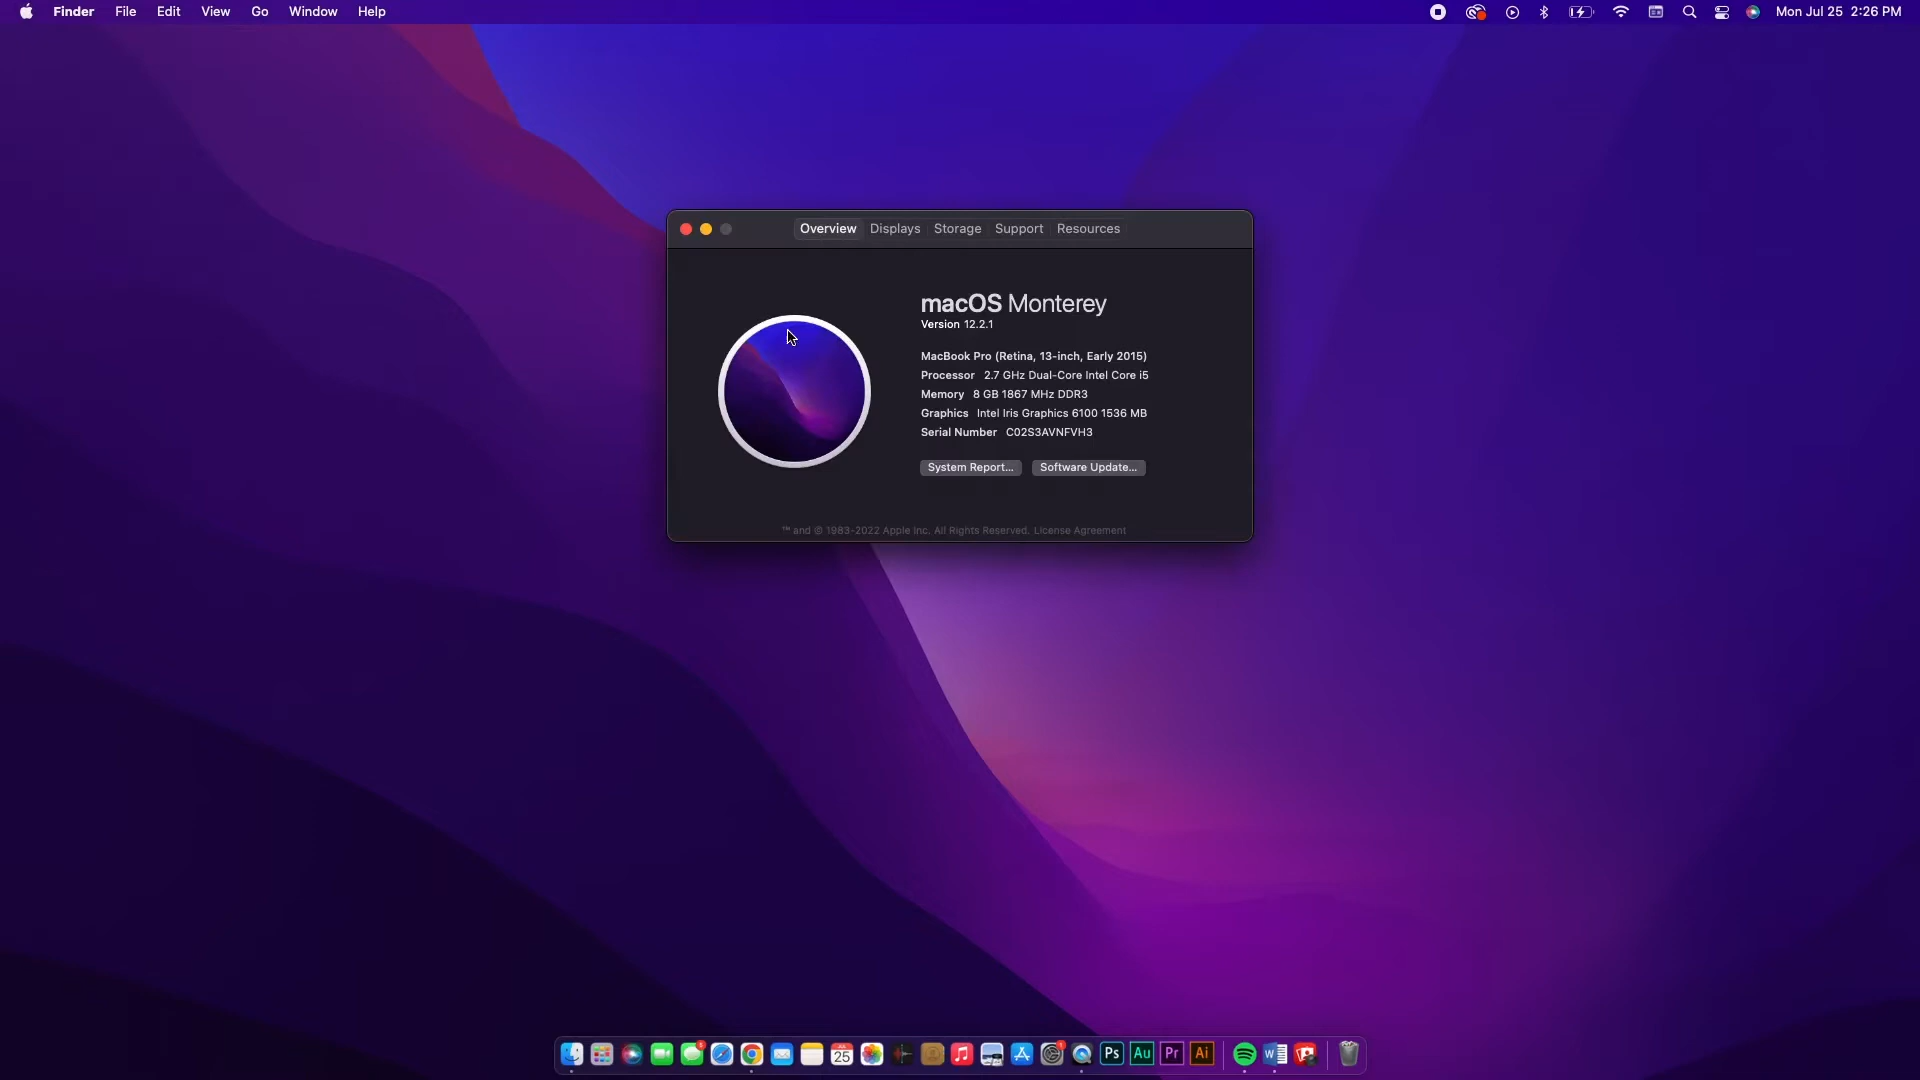 Finder File Edit View Go Window Help
Mon Jul 25 2:26 PM
Overview Displays Storage Support Resources
macOS Monterey
Version 12.2.1
MacBook Pro (Retina, 13-inch, Early 2015)
Processor 2.7 GHz Dual-Core Intel Core i5
Memory 8 GB 1867 MHz DDR3
Graphics Intel Iris Graphics 6100 1536 MB
Serial Number C02S3AVNFVH3
System Report... Software Update...
™ and © 1983-2022 Apple Inc. All Rights Reserved. License Agreement
25
Ps Au Pr Ai
W